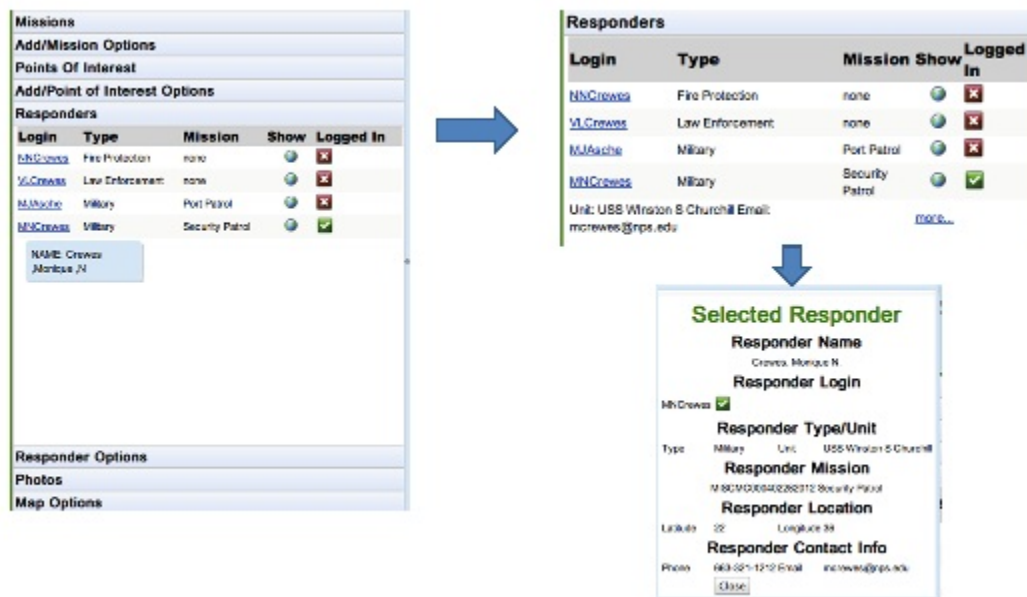 Missions
Add/Mission Options
Points Of Interest
Add/Point of Interest Options
Responders
Login Type Mission Show Logged In
NNCrewes Fire Protection none
VLCrewes Law Enforcement none
MJAsche Military Port Patrol
MNCrewes Military Security Patrol
NAME: Crewes
,Monique ,N
Responder Options
Photos
Map Options
Responders
Login Type Mission Show Logged In
NNCrewes Fire Protection none
VLCrewes Law Enforcement none
MJAsche Military Port Patrol
MNCrewes Military Security Patrol
Unit: USS Winston S Churchill Email:
mcrewes@nps.edu more...
Selected Responder
Responder Name
Crewes, Monique N.
Responder Login
MNCrewes
Responder Type/Unit
Type Military Unit USS Winston S Churchill
Responder Mission
Security Patrol
Responder Location
Latitude 22 Longitude 36
Responder Contact Info
Phone Email mcrewes@nps.edu
Close